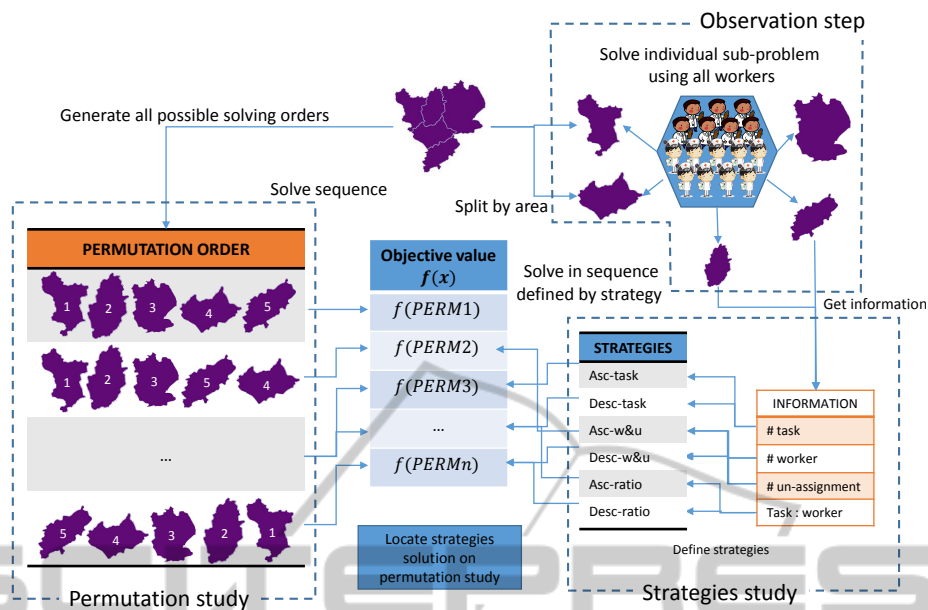 Observation step
Solve individual sub-problem
using all workers
Generate all possible solving orders
Split by area
Solve sequence
PERMUTATION ORDER
1 2 3 4 5
1 2 3 5 4
...
5 4 3 2 1
Permutation study
Objective value
f(x)
f(PERM1)
f(PERM2)
f(PERM3)
...
f(PERMn)
Locate strategies
solution on
permutation study
Solve in sequence
defined by strategy
Get information
STRATEGIES
Asc-task
Desc-task
Asc-w&u
Desc-w&u
Asc-ratio
Desc-ratio
INFORMATION
# task
# worker
# un-assignment
Task : worker
Define strategies
Strategies study
SCITEPRESS